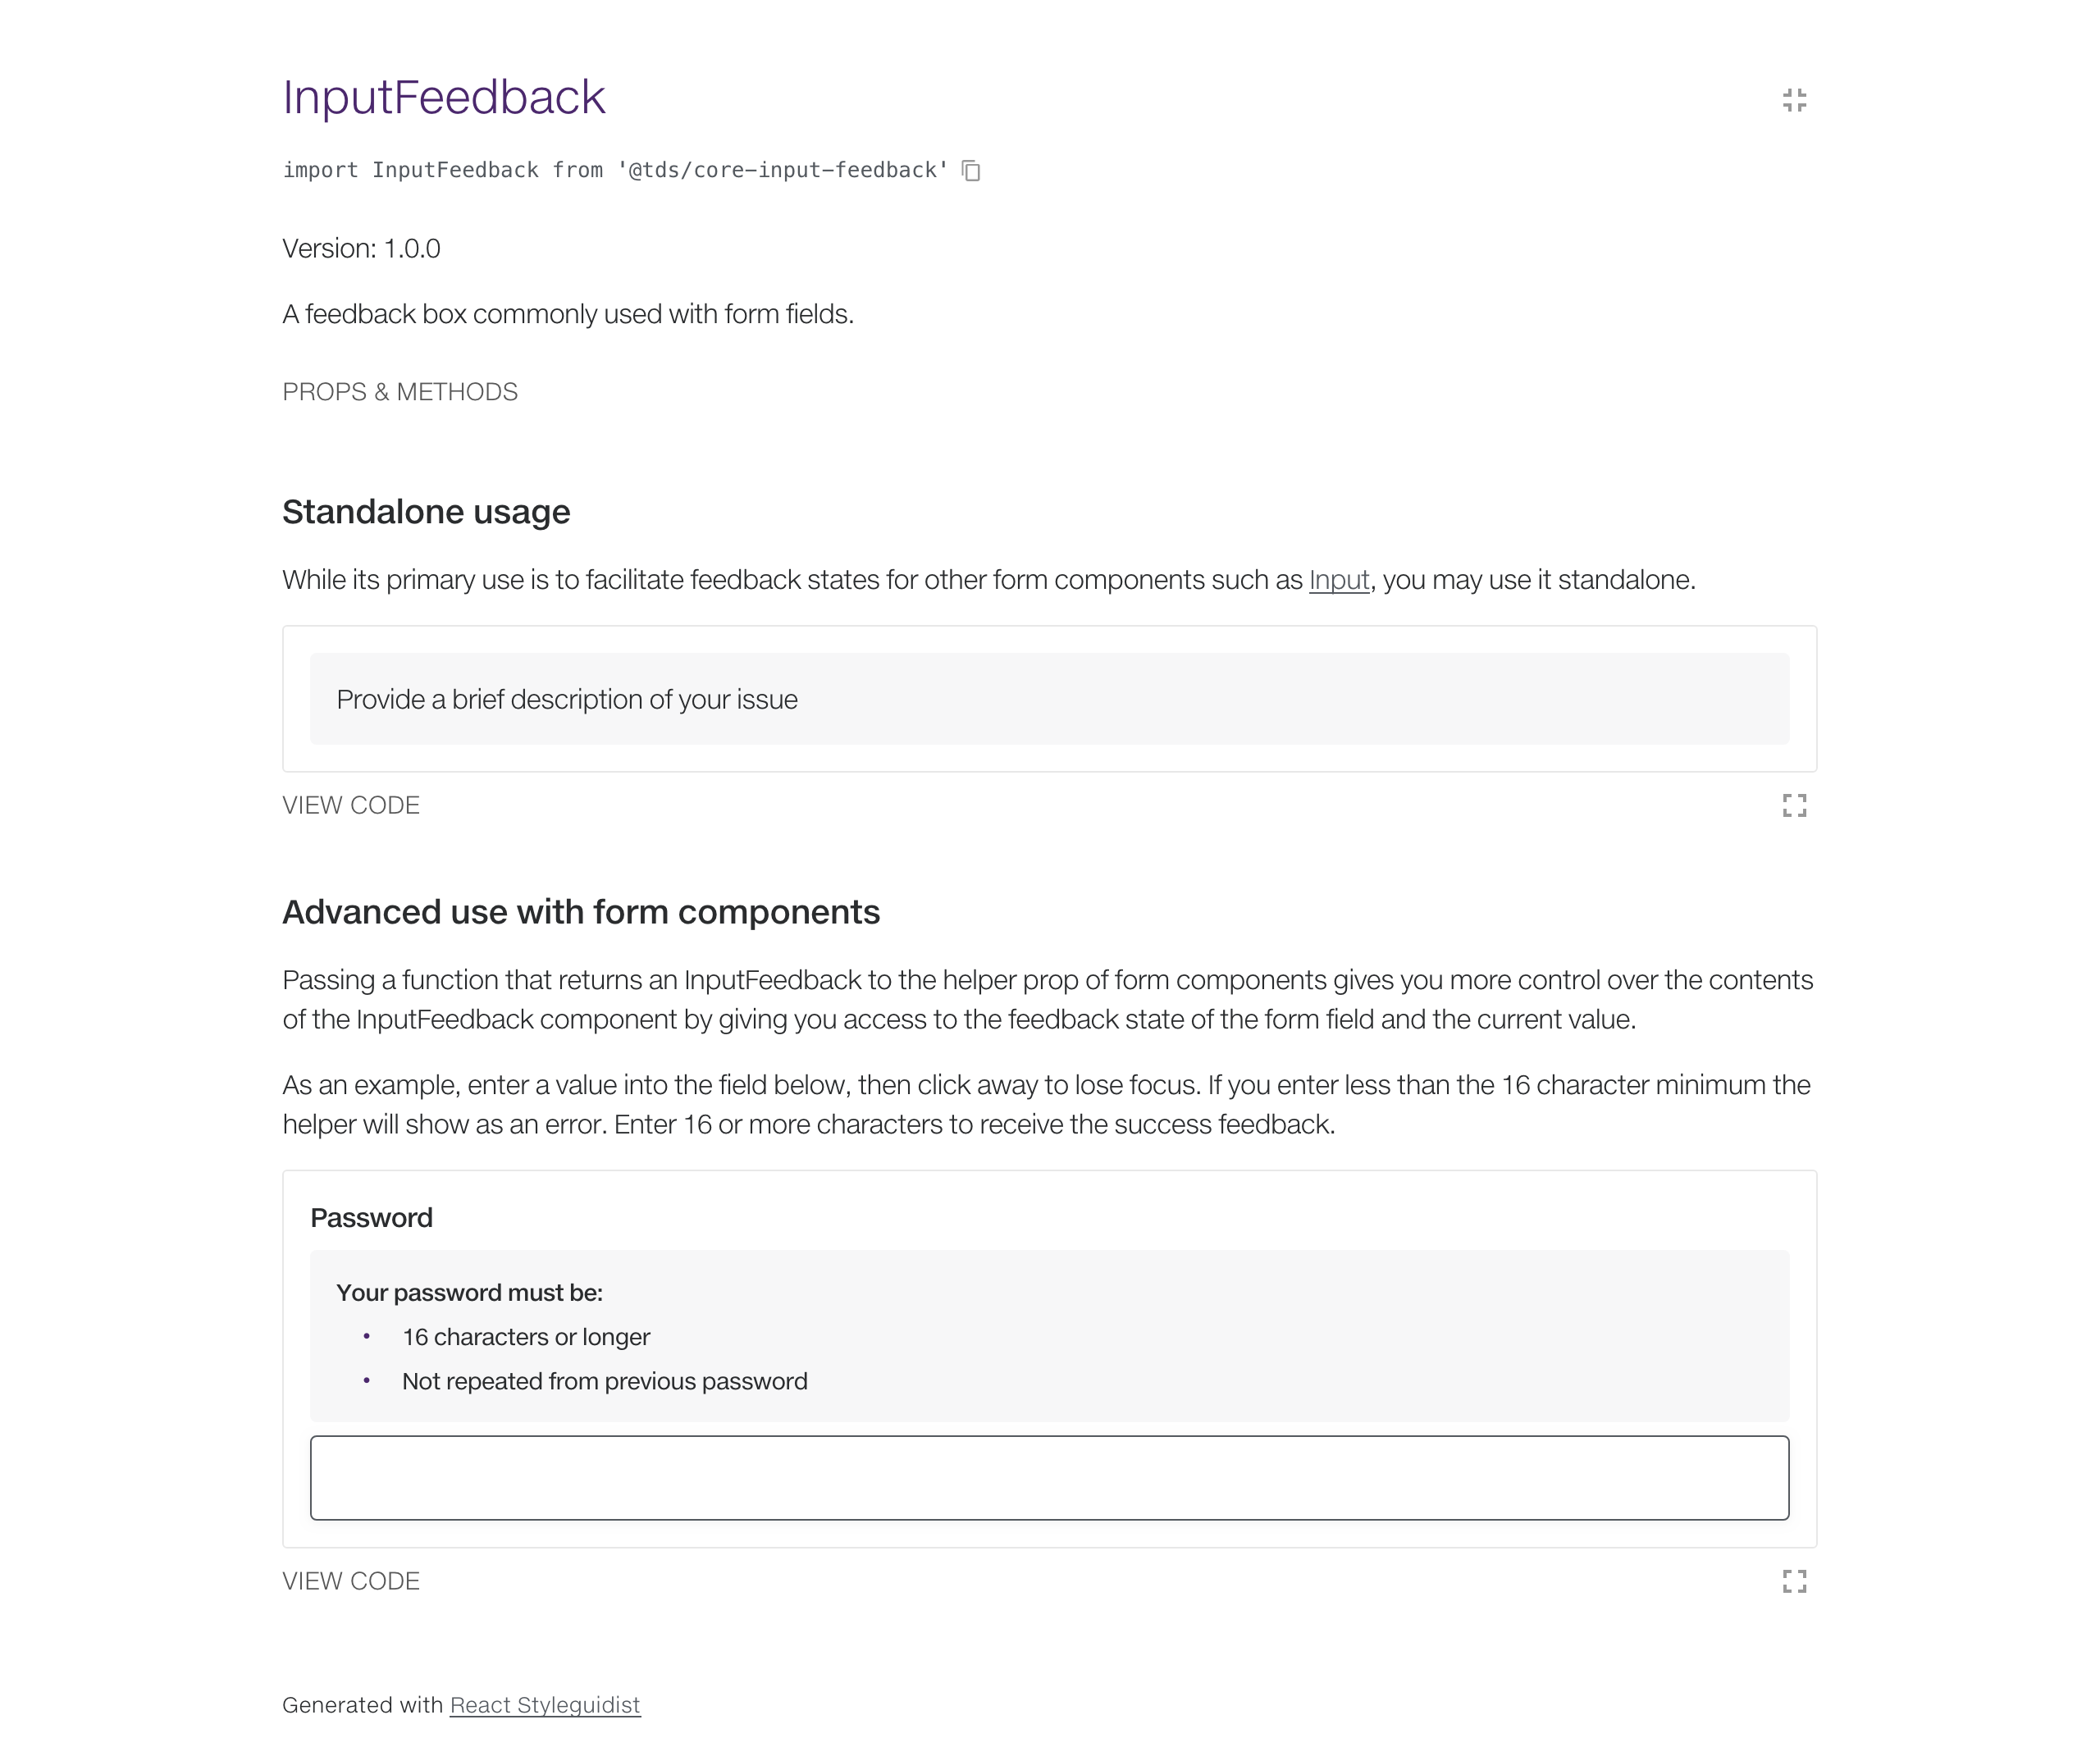 InputFeedback
import InputFeedback from '@tds/core-input-feedback'
Version: 1.0.0
A feedback box commonly used with form fields.
PROPS & METHODS
Standalone usage
While its primary use is to facilitate feedback states for other form components such as Input, you may use it standalone.
Provide a brief description of your issue
VIEW CODE
Advanced use with form components
Passing a function that returns an InputFeedback to the helper prop of form components gives you more control over the contents
of the InputFeedback component by giving you access to the feedback state of the form field and the current value.
As an example, enter a value into the field below, then click away to lose focus. If you enter less than the 16 character minimum the
helper will show as an error. Enter 16 or more characters to receive the success feedback.
Password
Your password must be:
• 16 characters or longer
• Not repeated from previous password
VIEW CODE
Generated with React Styleguidist